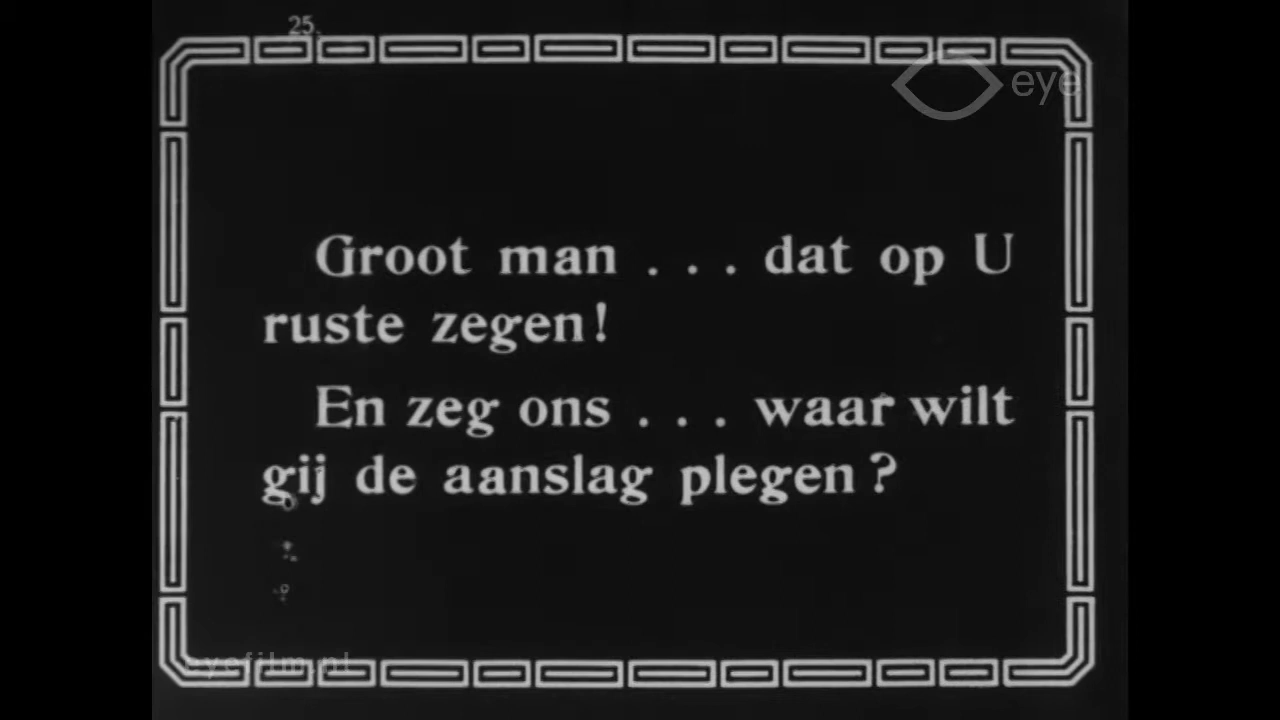 25.
eye
Groot man . . . dat op U
ruste zegen!
En zeg ons . . . waar wilt
gij de aanslag plegen?
eyefilm.nl